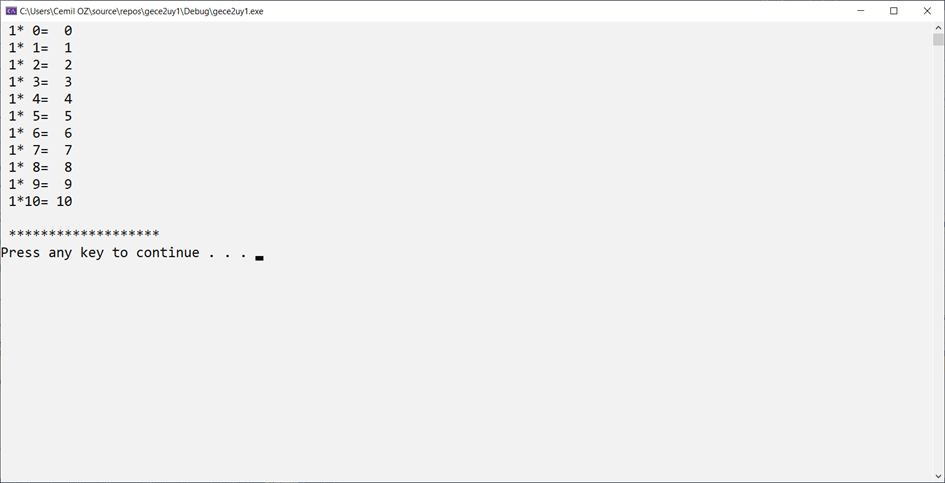 C:\Users\Cemil OZ\source\repos\gece2uy1\Debug\gece2uy1.exe
1* 0=  0
1* 1=  1
1* 2=  2
1* 3=  3
1* 4=  4
1* 5=  5
1* 6=  6
1* 7=  7
1* 8=  8
1* 9=  9
1*10= 10
*******************
Press any key to continue . . .